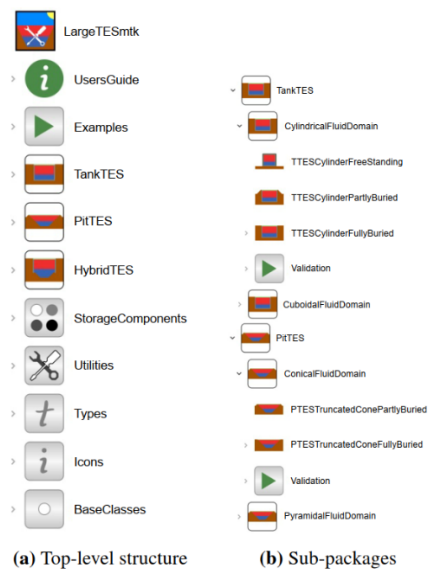 LargeTESmtk
UsersGuide
Examples
TankTES
PitTES
HybridTES
StorageComponents
Utilities
Types
Icons
BaseClasses
(a) Top-level structure
TankTES
CylindricalFluidDomain
TTESCylinderFreeStanding
TTESCylinderPartlyBuried
TTESCylinderFullyBuried
Validation
CuboidalFluidDomain
PitTES
ConicalFluidDomain
PTESTruncatedConePartlyBuried
PTESTruncatedConeFullyBuried
Validation
PyramidalFluidDomain
(b) Sub-packages